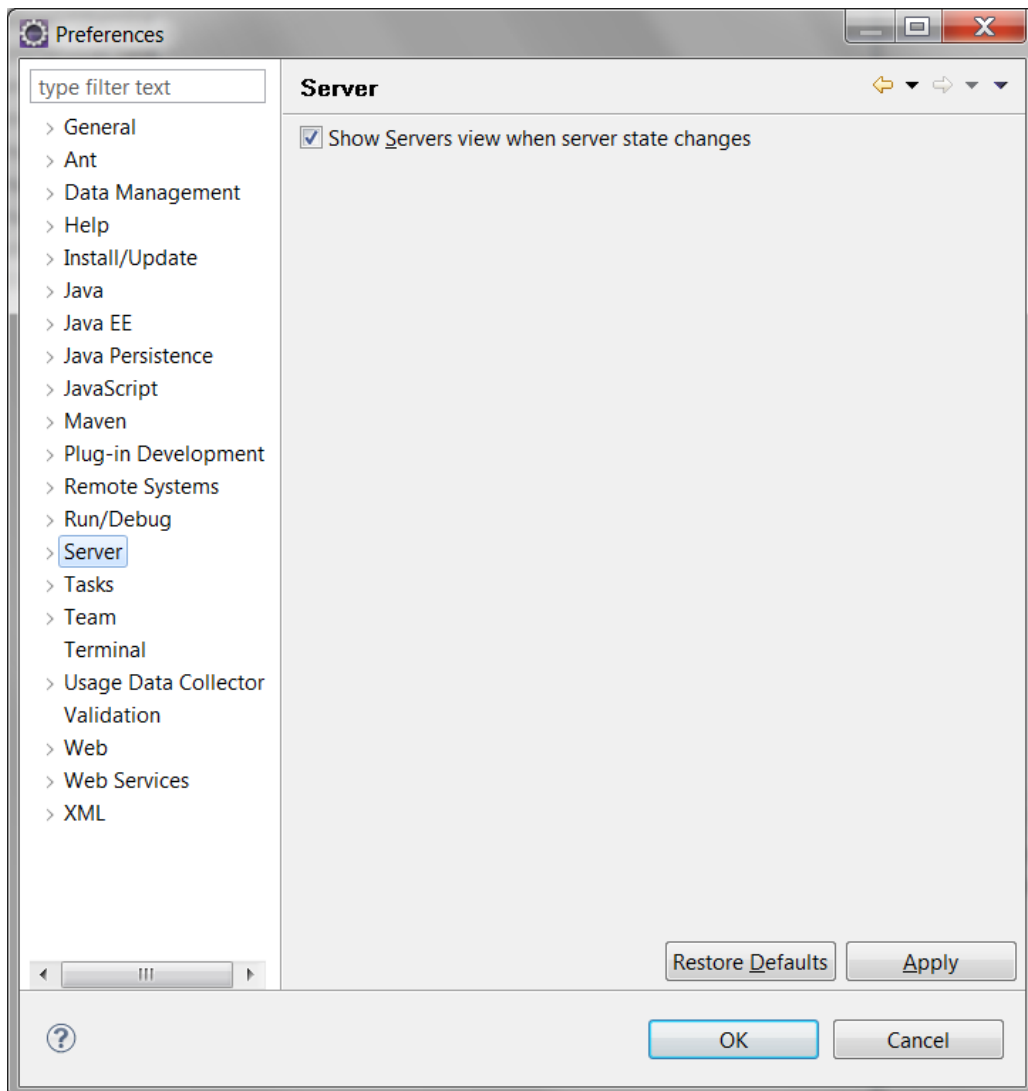 Preferences
type filter text
Server
General
Ant
Data Management
Help
Install/Update
Java
Java EE
Java Persistence
JavaScript
Maven
Plug-in Development
Remote Systems
Run/Debug
Server
Tasks
Team
Terminal
Usage Data Collector
Validation
Web
Web Services
XML
Show Servers view when server state changes
Restore Defaults
Apply
OK
Cancel